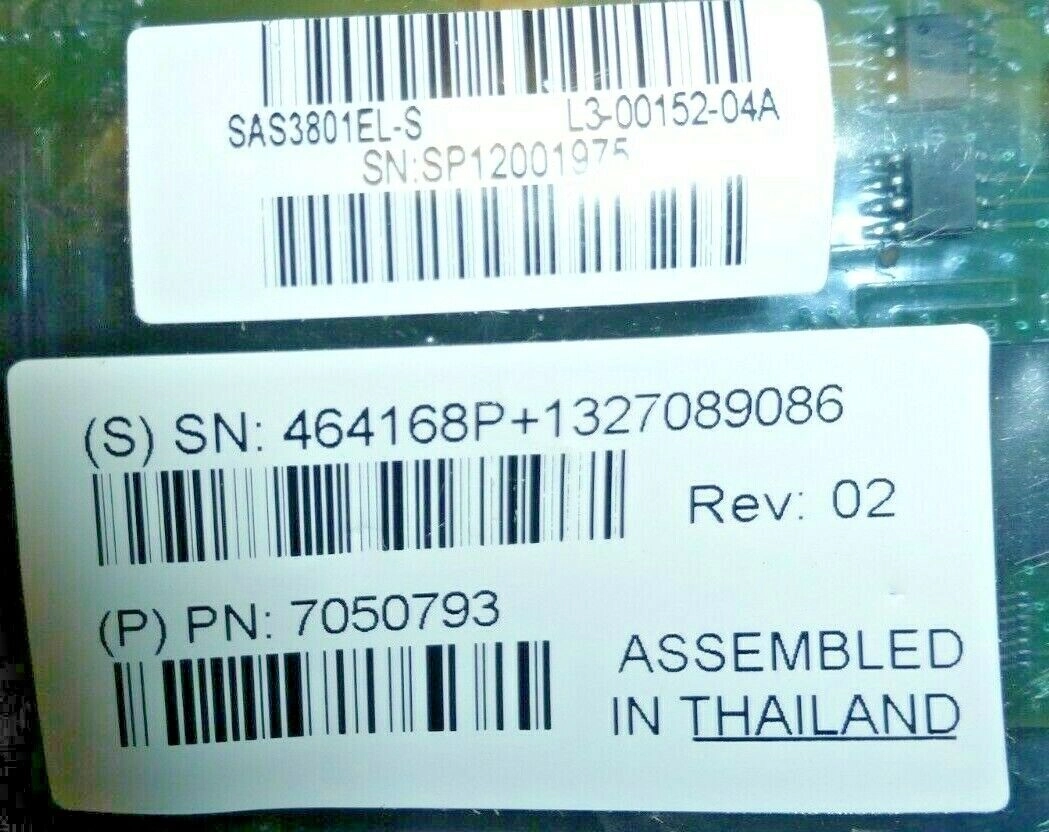 SAS3801EL-S L3-00152-04A
SN:SP12001975
(S) SN: 464168P+1327089086
Rev: 02
(P) PN: 7050793
ASSEMBLED
IN THAILAND